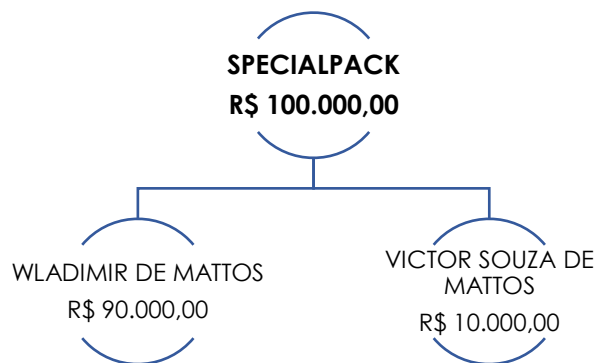 SPECIALPACK
R$ 100.000,00
WLADIMIR DE MATTOS
R$ 90.000,00
VICTOR SOUZA DE
MATTOS
R$ 10.000,00